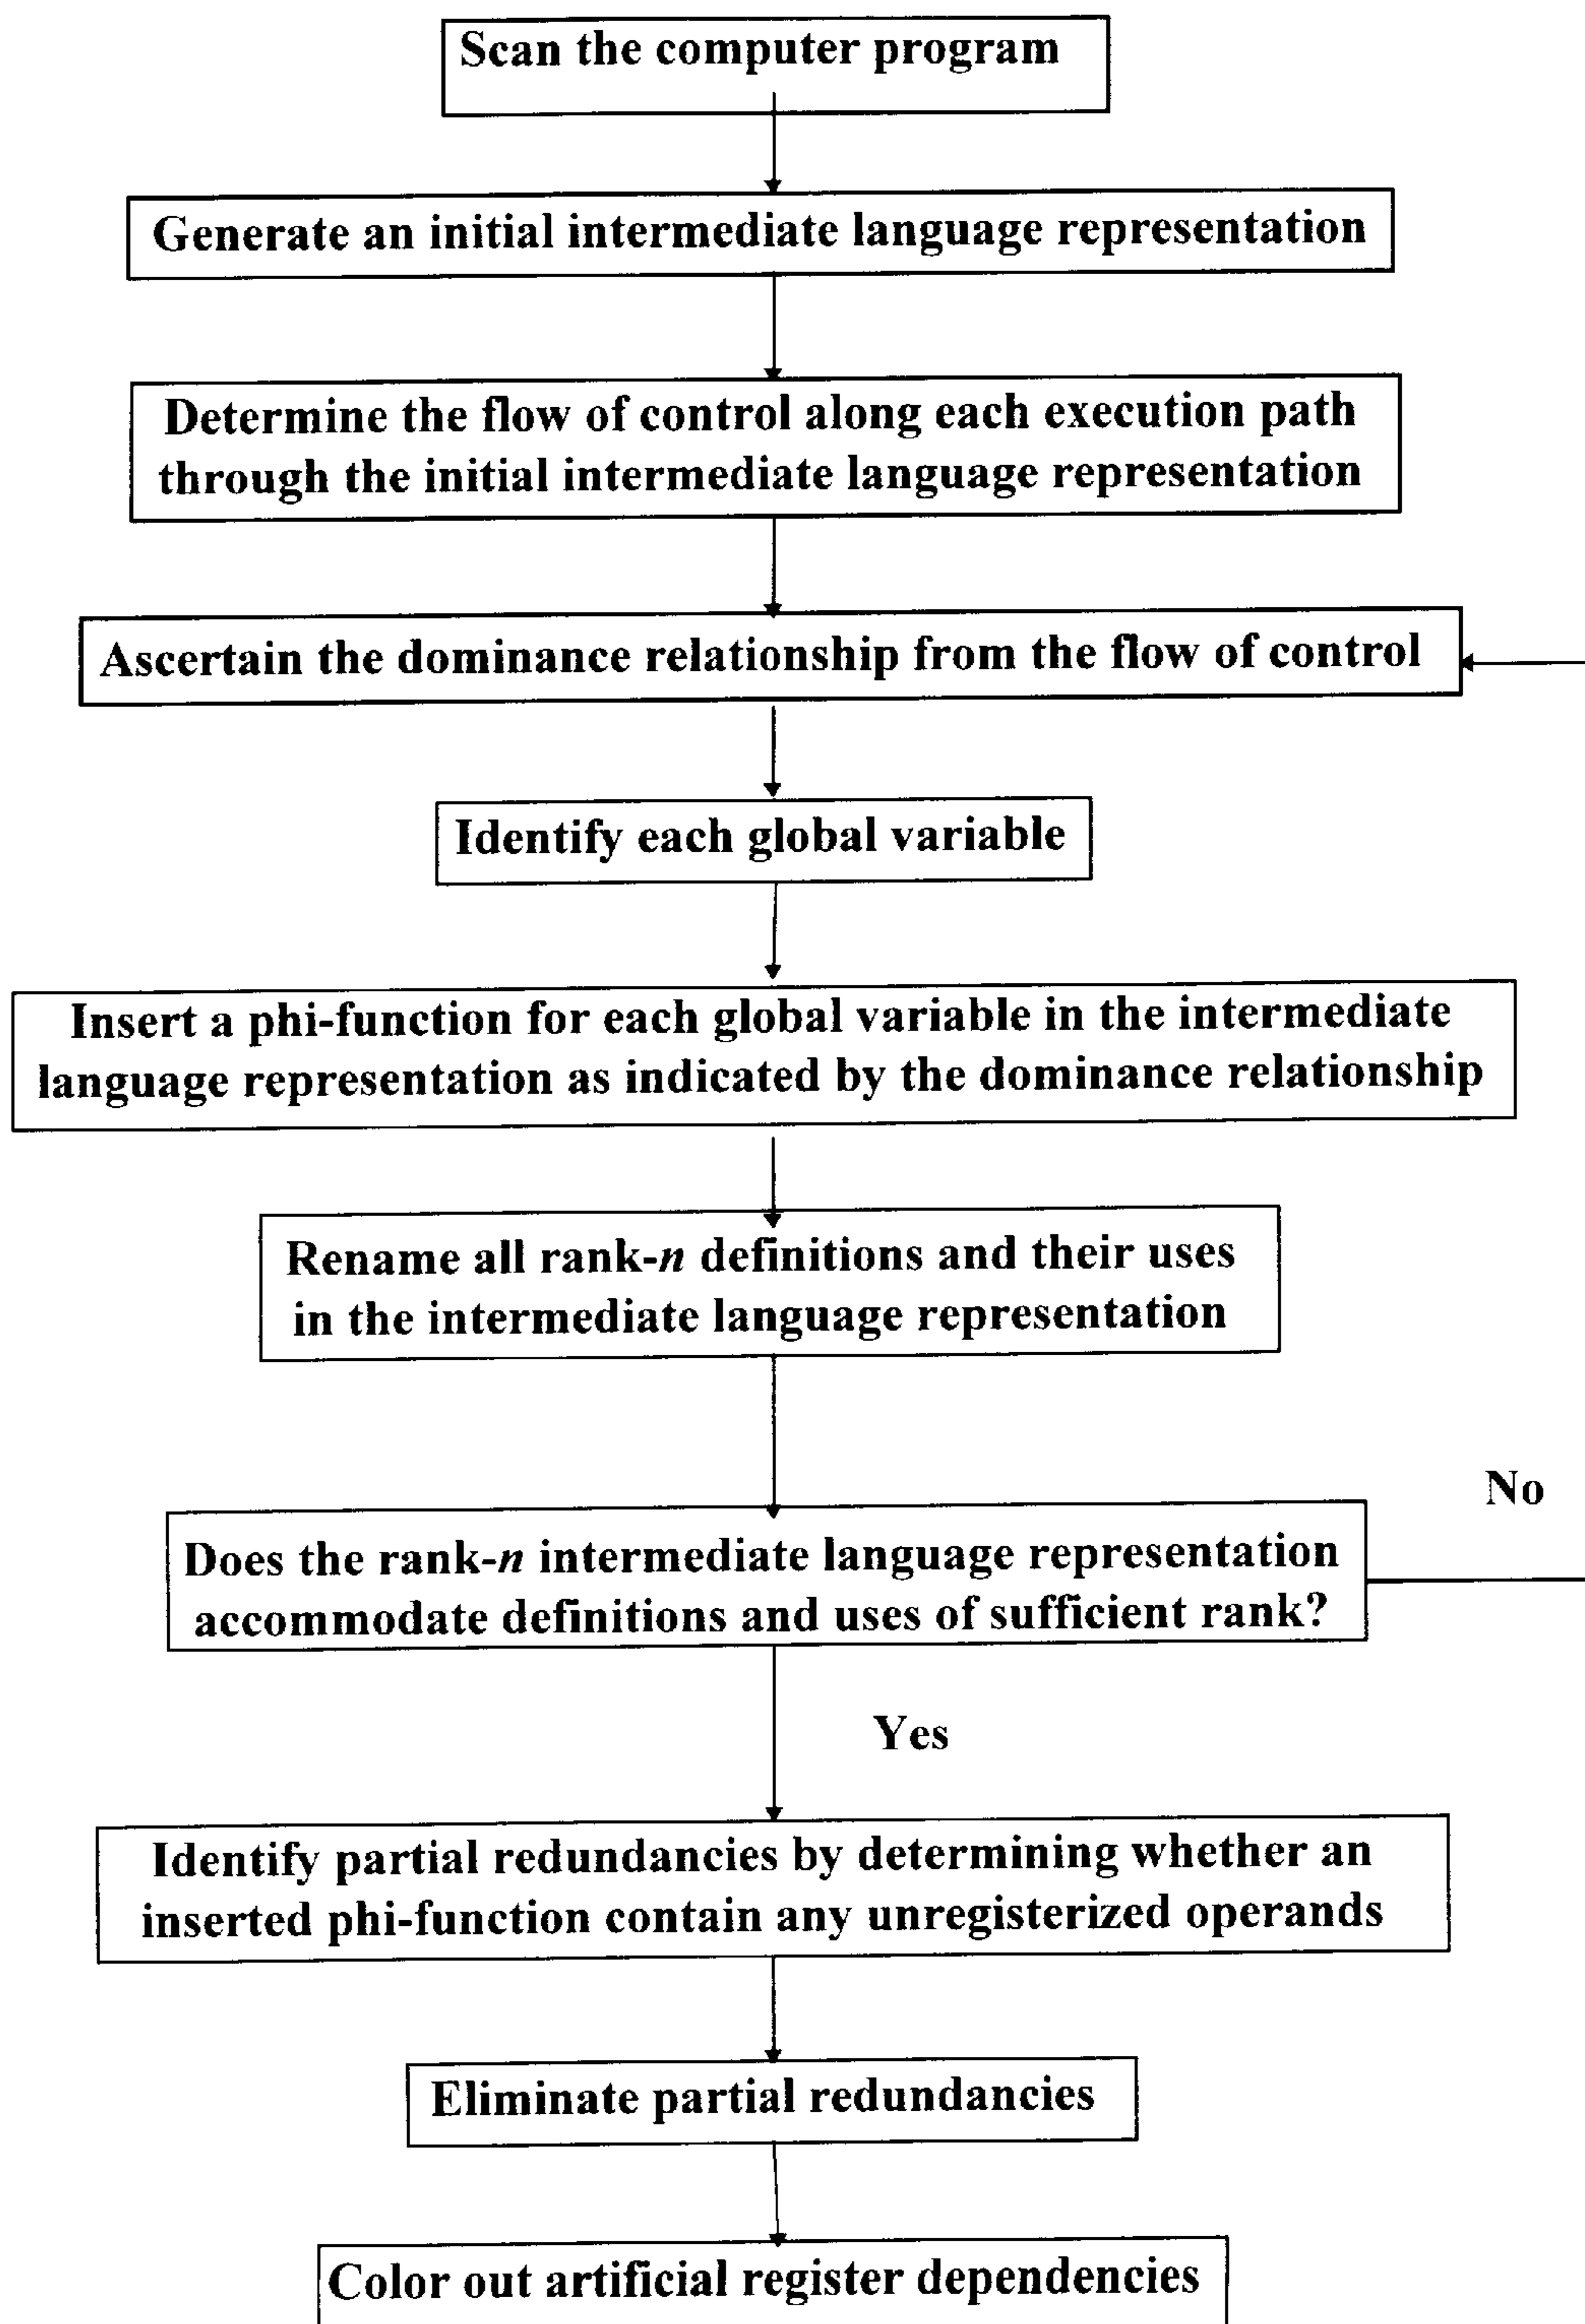 Scan the computer program
Generate an initial intermediate language representation
Determine the flow of control along each execution path
through the initial intermediate language representation
Ascertain the dominance relationship from the flow of control
Identify each global variable
Insert a phi-function for each global variable in the intermediate
language representation as indicated by the dominance relationship
Rename all rank-n definitions and their uses
in the intermediate language representation
No
Does the rank-n intermediate language representation
accommodate definitions and uses of sufficient rank?
Yes
Identify partial redundancies by determining whether an
inserted phi-function contain any unregisterized operands
Eliminate partial redundancies
Color out artificial register dependencies